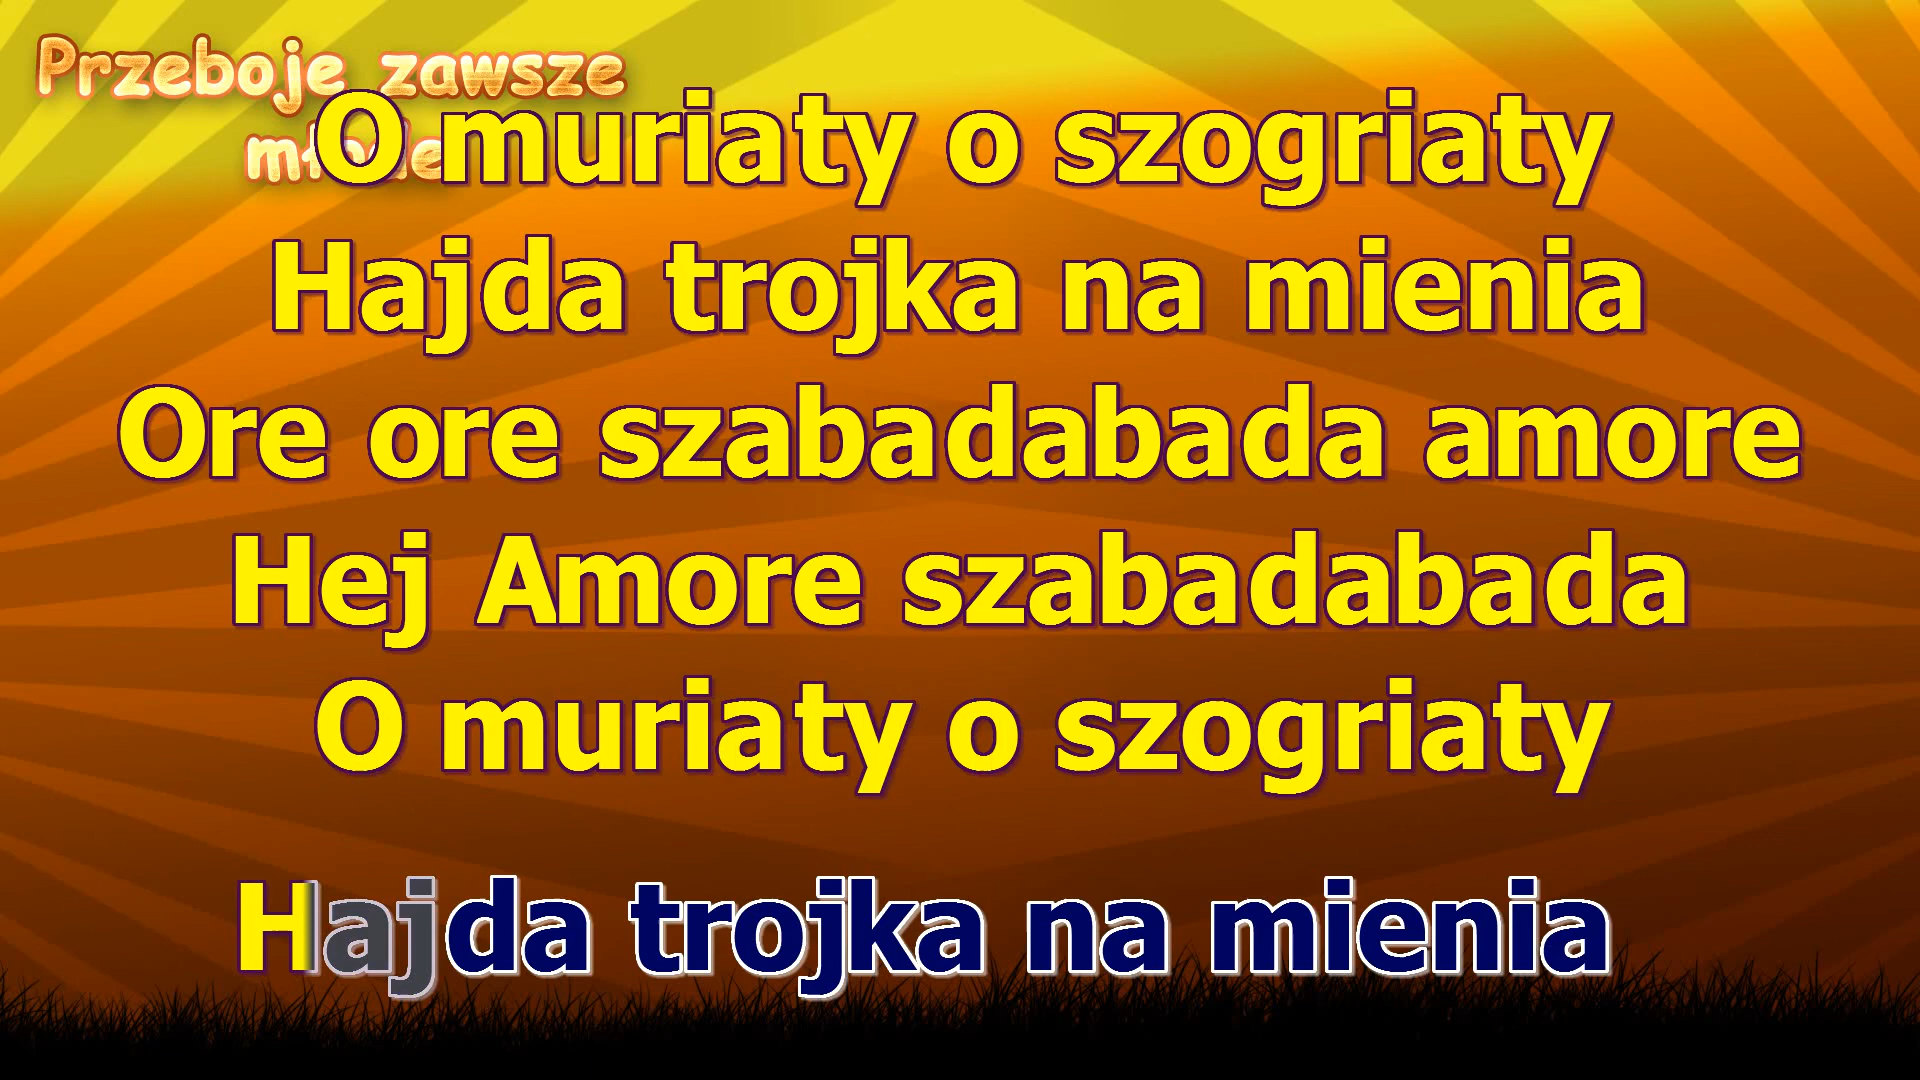 Przeboje zawsze
O muriaty o szogriaty
Hajda trojka na mienia
Ore ore szabadabada amore
Hej Amore szabadabada
O muriaty o szogriaty
Hajda trojka na mienia